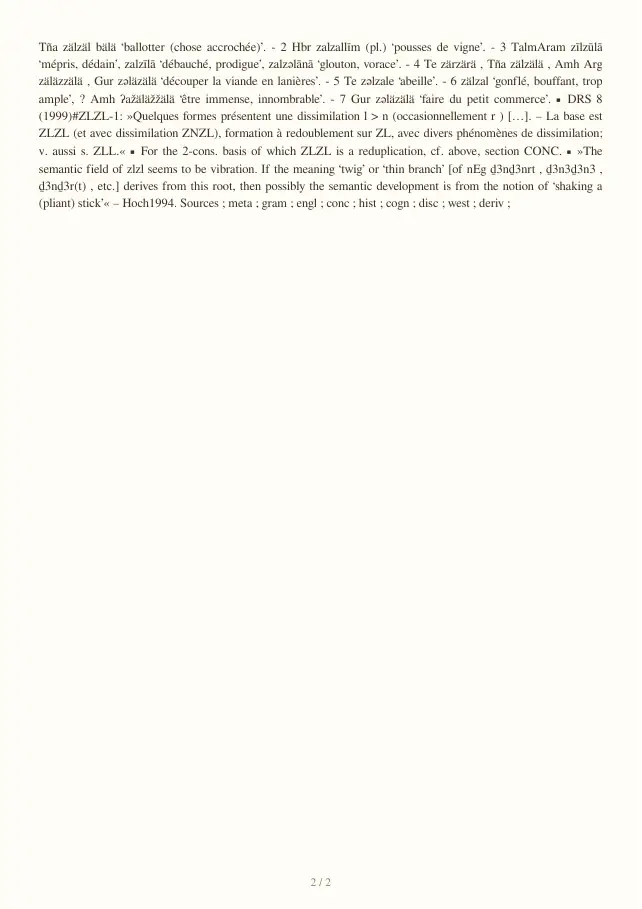 Tña zälzäl bälä ‘ballotter (chose accrochée)’. - 2 Hbr zalzallīm (pl.) ‘pousses de vigne’. - 3 TalmAram zīlzūlā
‘mépris, dédain’, zalzīlā ‘débauché, prodigue’, zalzəlānā ‘glouton, vorace’. - 4 Te zärzärä , Tña zälzälä , Amh Arg
zäläzzälä , Gur zəläzälä ‘découper la viande en lanières’. - 5 Te zəlzale ‘abeille’. - 6 zälzal ‘gonflé, bouffant, trop
ample’, ? Amh ʔažäläžžälä ‘être immense, innombrable’. - 7 Gur zəläzälä ‘faire du petit commerce’. ▪ DRS 8
(1999)#ZLZL-1: »Quelques formes présentent une dissimilation l > n (occasionnellement r ) […]. – La base est
ZLZL (et avec dissimilation ZNZL), formation à redoublement sur ZL, avec divers phénomènes de dissimilation;
v. aussi s. ZLL.« ▪ For the 2-cons. basis of which ZLZL is a reduplication, cf. above, section CONC. ▪ »The
semantic field of zlzl seems to be vibration. If the meaning ‘twig’ or ‘thin branch’ [of nEg ḏ3nḏ3nrt , ḏ3n3ḏ3n3 ,
ḏ3nḏ3r(t) , etc.] derives from this root, then possibly the semantic development is from the notion of ‘shaking a
(pliant) stick’« – Hoch1994. Sources ; meta ; gram ; engl ; conc ; hist ; cogn ; disc ; west ; deriv ;
2 / 2